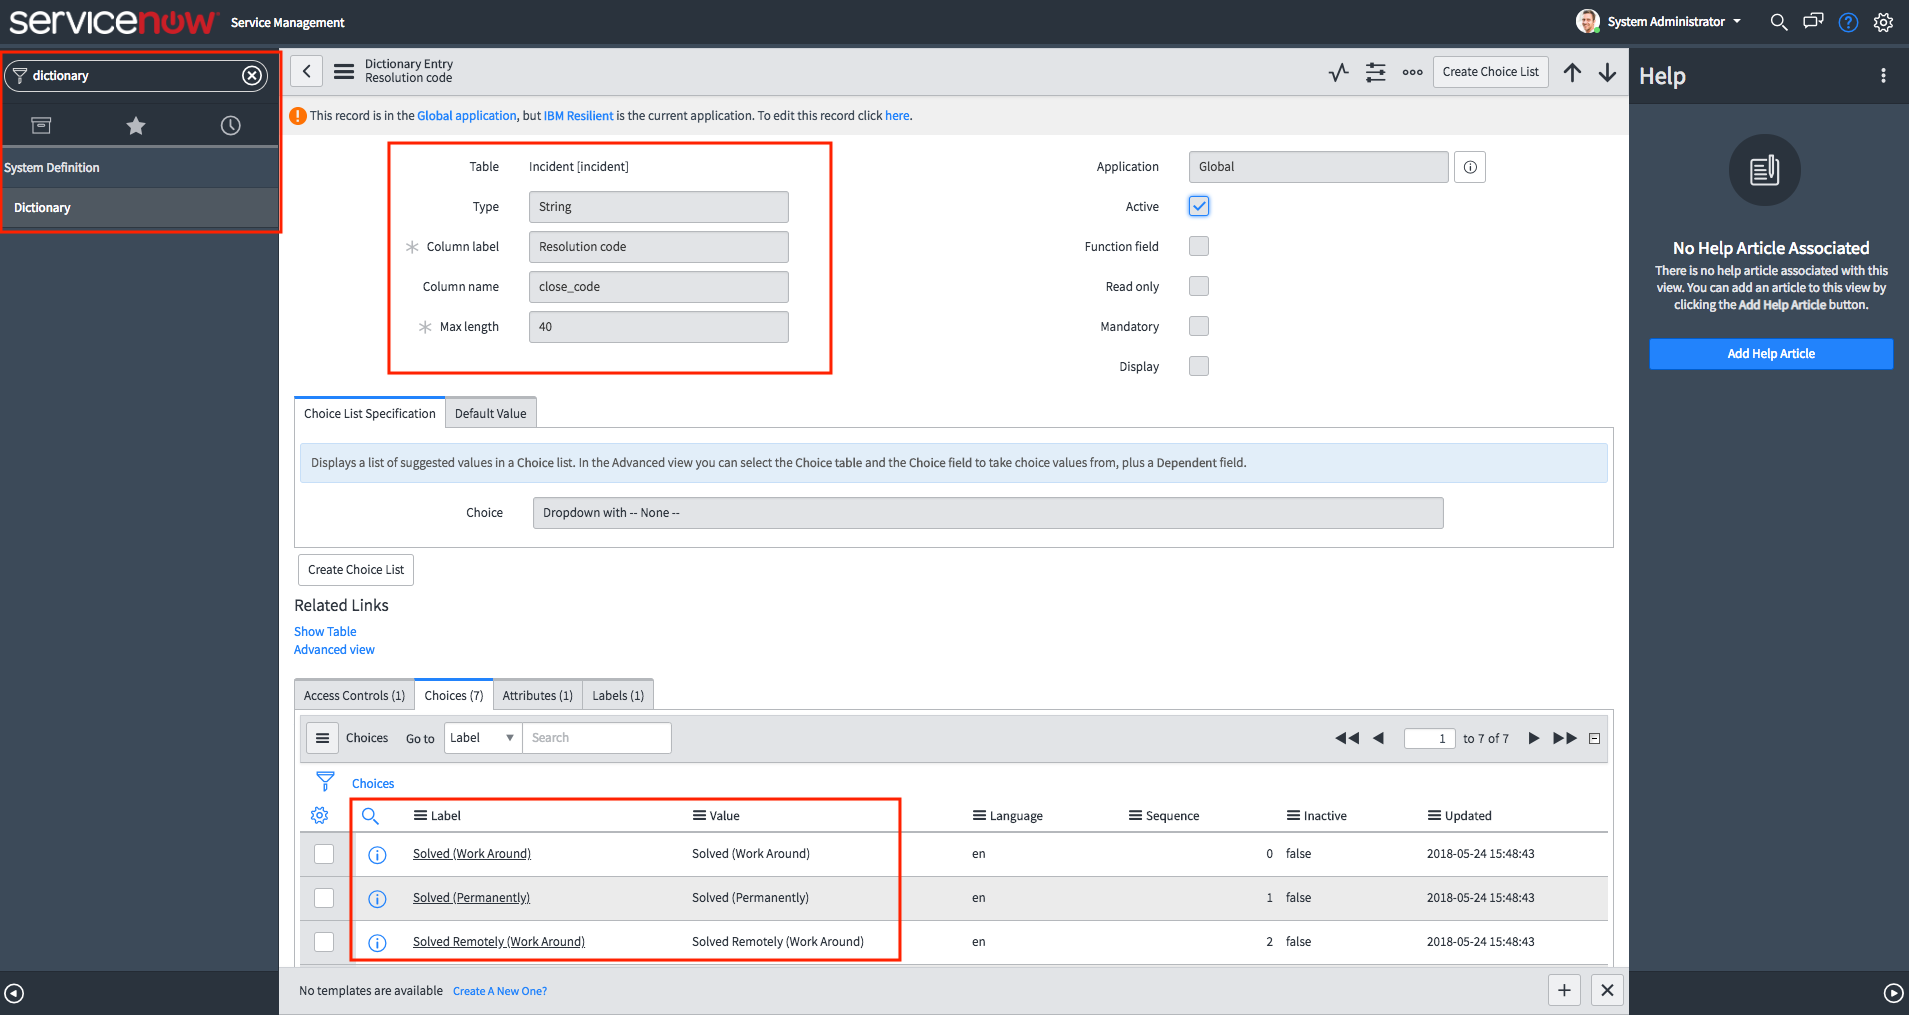 servicenow Service Management
System Administrator
dictionary
System Definition
Dictionary
Dictionary Entry
Resolution code
Create Choice List
Help
This record is in the Global application, but IBM Resilient is the current application. To edit this record click here.
Table Incident [incident]
Type String
Column label Resolution code
Column name close_code
Max length 40
Application Global
Active
Function field
Read only
Mandatory
Display
No Help Article Associated
There is no help article associated with this
view. You can add an article to this view by
clicking the Add Help Article button.
Add Help Article
Choice List Specification Default Value
Displays a list of suggested values in a Choice list. In the Advanced view you can select the Choice table and the Choice field to take choice values from, plus a Dependent field.
Choice Dropdown with -- None --
Create Choice List
Related Links
Show Table
Advanced view
Access Controls (1) Choices (7) Attributes (1) Labels (1)
Choices Go to Label Search 1 to 7 of 7
Choices
Label Value Language Sequence Inactive Updated
Solved (Work Around) Solved (Work Around) en 0 false 2018-05-24 15:48:43
Solved (Permanently) Solved (Permanently) en 1 false 2018-05-24 15:48:43
Solved Remotely (Work Around) Solved Remotely (Work Around) en 2 false 2018-05-24 15:48:43
No templates are available Create A New One?